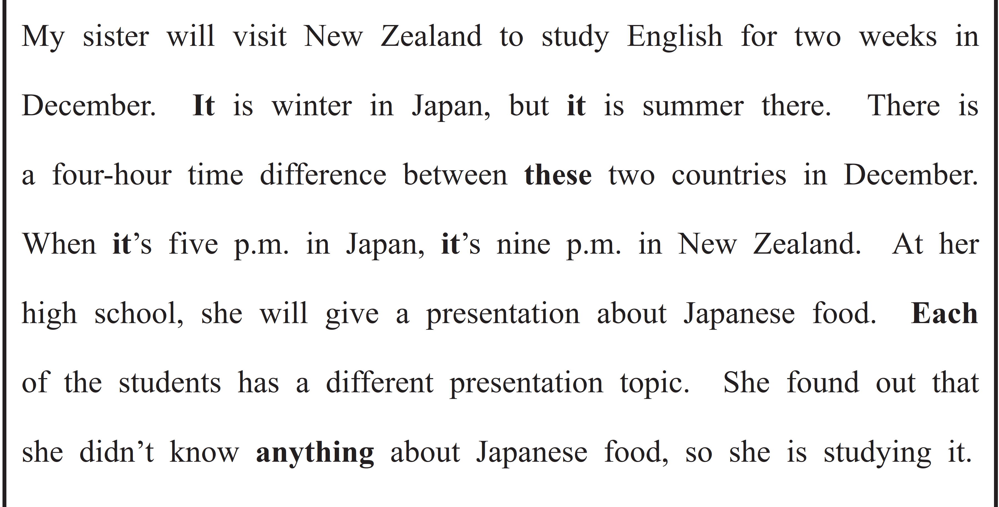 My sister will visit New Zealand to study English for two weeks in
December. It is winter in Japan, but it is summer there. There is
a four-hour time difference between these two countries in December.
When it’s five p.m. in Japan, it’s nine p.m. in New Zealand. At her
high school, she will give a presentation about Japanese food. Each
of the students has a different presentation topic. She found out that
she didn’t know anything about Japanese food, so she is studying it.